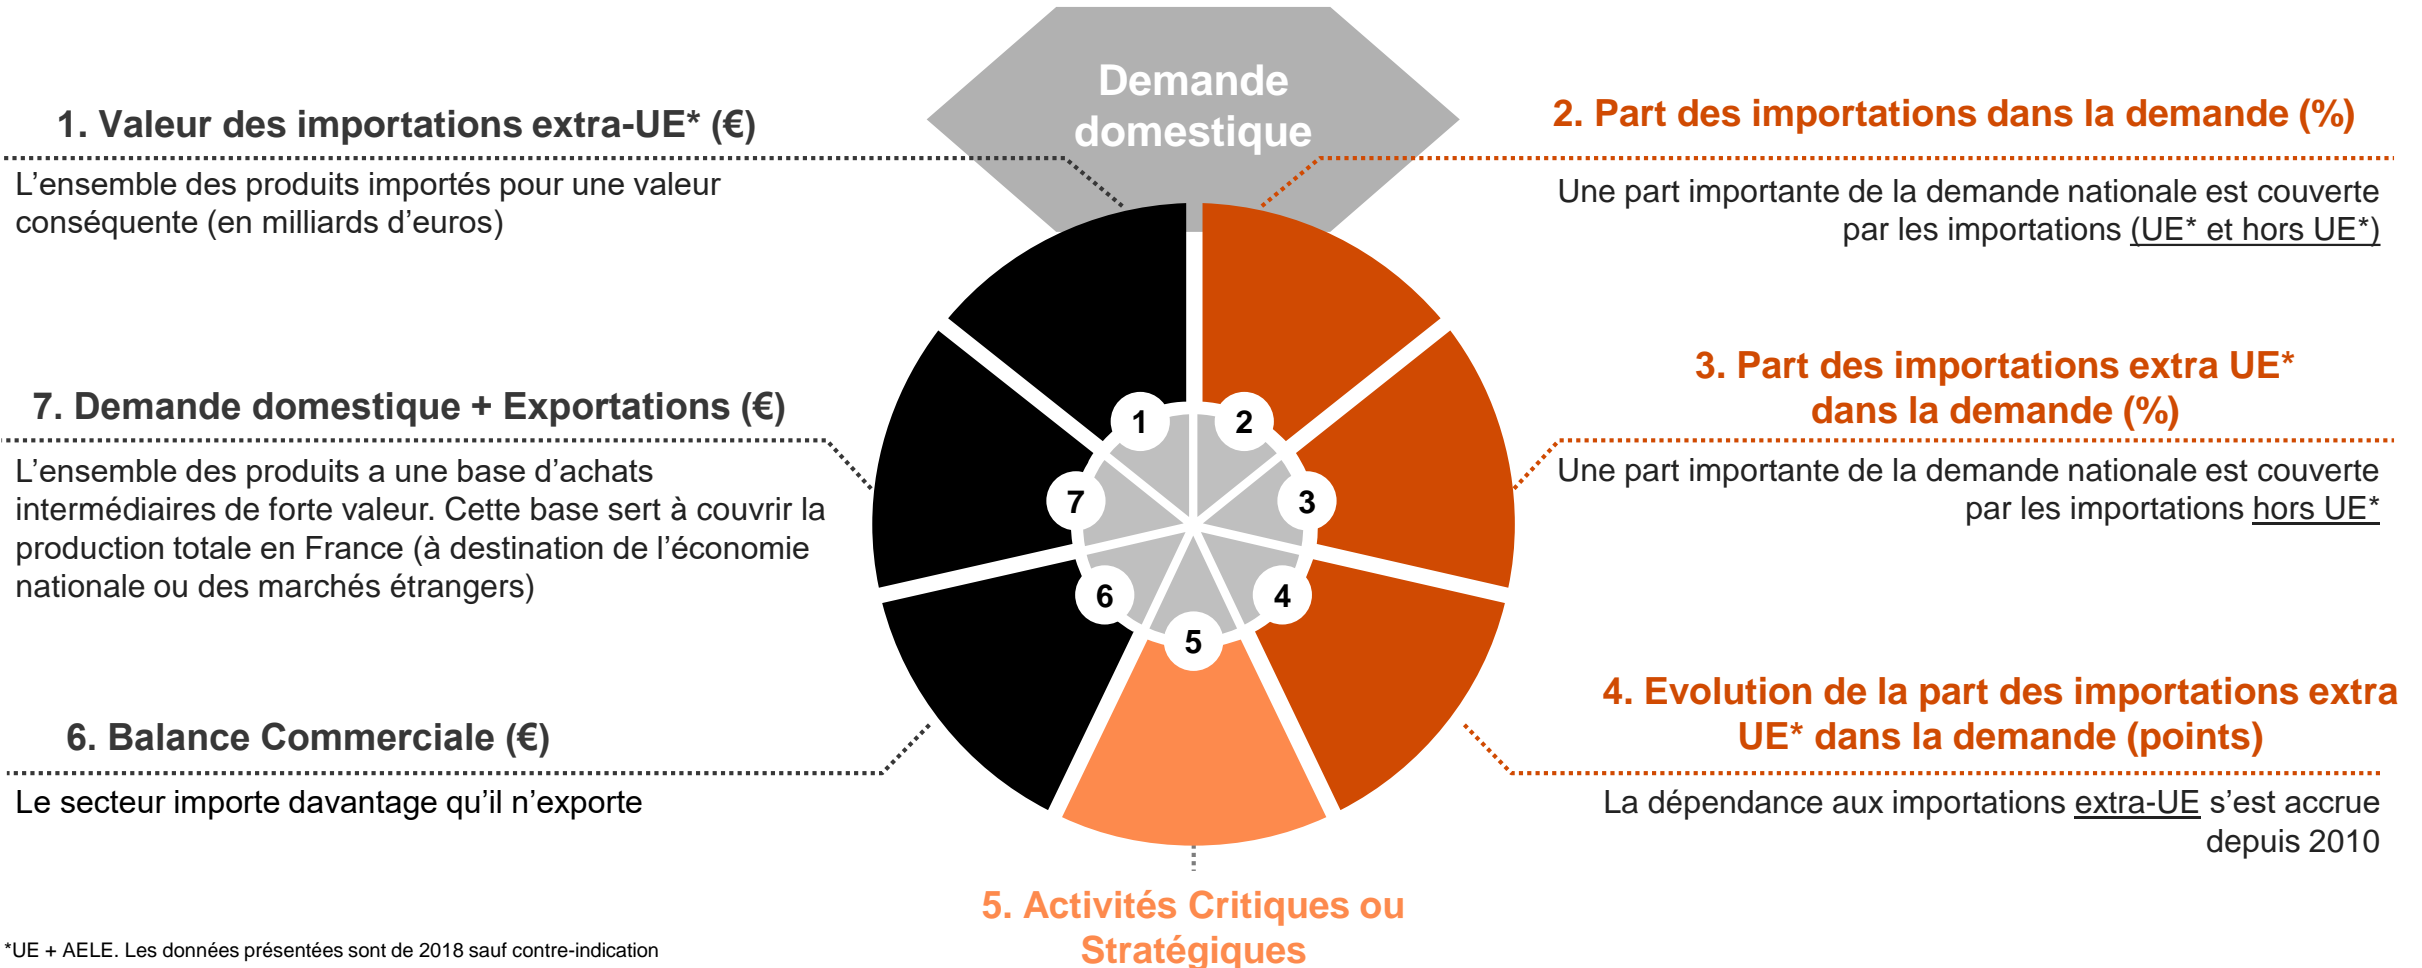 Demande
domestique
1. Valeur des importations extra-UE* (€)
L'ensemble des produits importés pour une valeur
conséquente (en milliards d'euros)
2. Part des importations dans la demande (%)
Une part importante de la demande nationale est couverte
par les importations (UE* et hors UE*)
3. Part des importations extra UE*
dans la demande (%)
Une part importante de la demande nationale est couverte
par les importations hors UE*
4. Evolution de la part des importations extra
UE* dans la demande (points)
La dépendance aux importations extra-UE s'est accrue
depuis 2010
5. Activités Critiques ou
Stratégiques
6. Balance Commerciale (€)
Le secteur importe davantage qu'il n'exporte
7. Demande domestique + Exportations (€)
L'ensemble des produits a une base d'achats
intermédiaires de forte valeur. Cette base sert à couvrir la
production totale en France (à destination de l'économie
nationale ou des marchés étrangers)
1
2
3
4
5
6
7
*UE + AELE. Les données présentées sont de 2018 sauf contre-indication